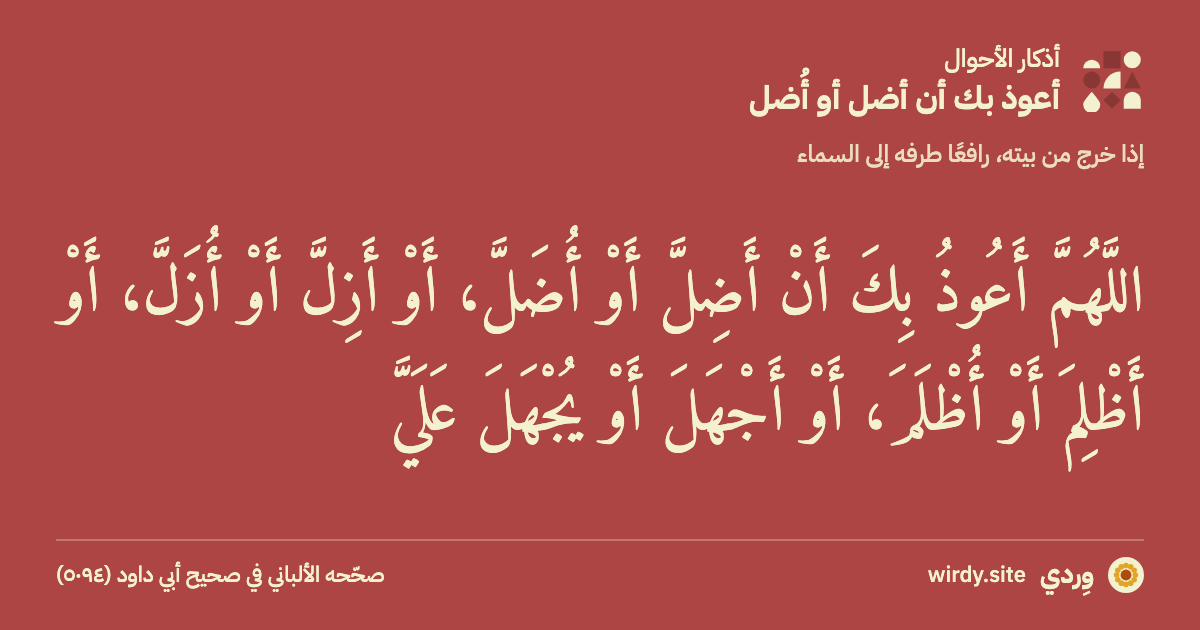 أذكار الأحوال
أعوذ بك أن أضل أو أُضل
إذا خرج من بيته، رافعًا طرفه إلى السماء
اللَّهُمَّ أَعُوذُ بِكَ أَنْ أَضِلَّ أَوْ أُضَلَّ، أَوْ أَزِلَّ أَوْ أُزَلَّ، أَوْ
أَظْلِمَ أَوْ أُظْلَمَ، أَوْ أَجْهَلَ أَوْ يُجْهَلَ عَلَيَّ
وِردي wirdy.site
صحّحه الألباني في صحيح أبي داود (٥٠٩٤)